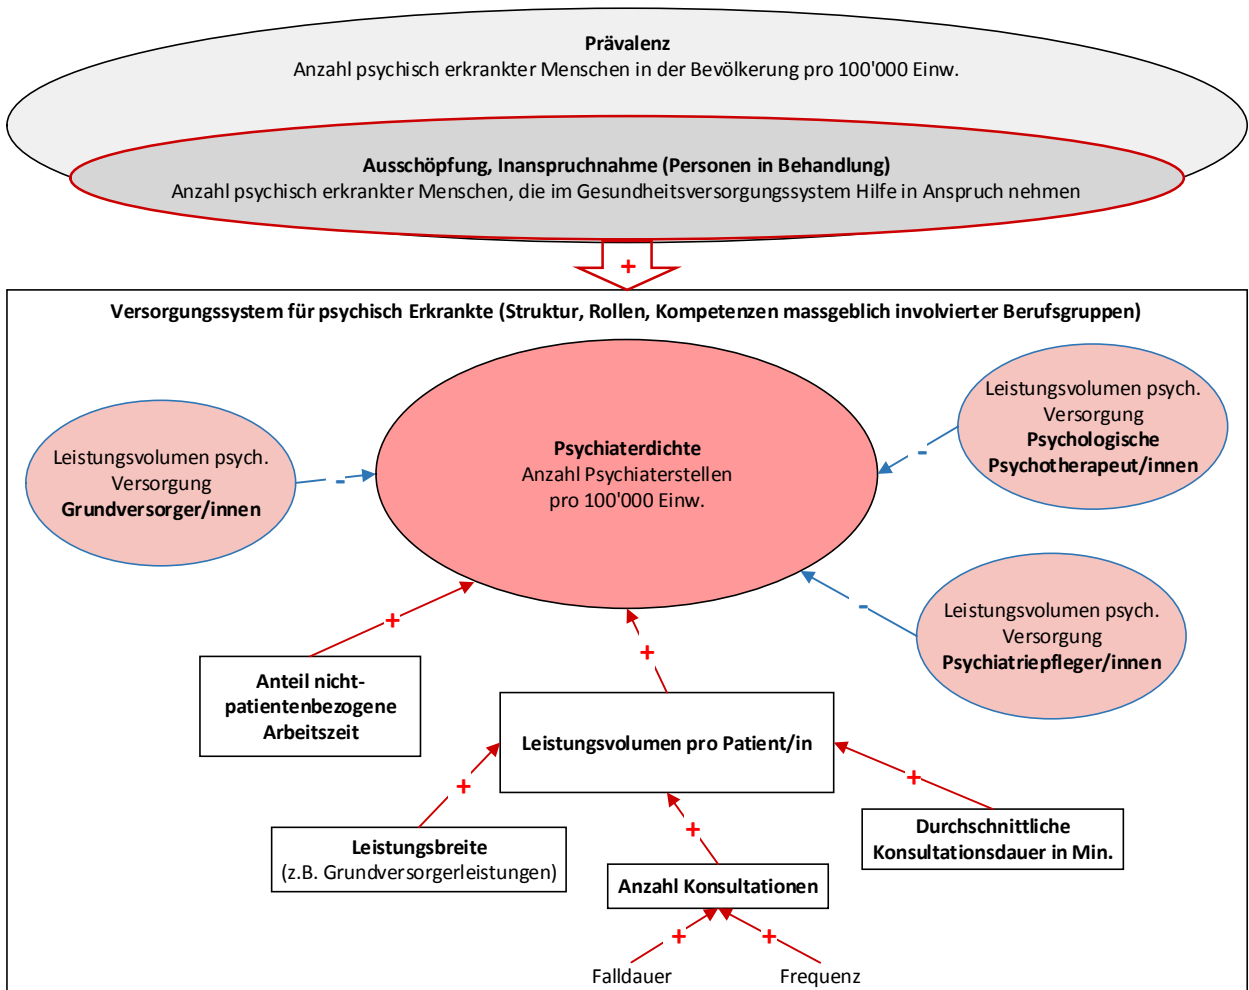 Prävalenz
Anzahl psychisch erkrankter Menschen in der Bevölkerung pro 100'000 Einw.
Ausschöpfung, Inanspruchnahme (Personen in Behandlung)
Anzahl psychisch erkrankter Menschen, die im Gesundheitsversorgungssystem Hilfe in Anspruch nehmen
+
Versorgungssystem für psychisch Erkrankte (Struktur, Rollen, Kompetenzen massgeblich involvierter Berufsgruppen)
Leistungsvolumen psych.
Versorgung
Grundversorger/innen
-
Psychiaterdichte
Anzahl Psychiaterstellen
pro 100'000 Einw.
-
Leistungsvolumen psych.
Versorgung
Psychologische
Psychotherapeut/innen
-
Leistungsvolumen psych.
Versorgung
Psychiatriepfleger/innen
+
Anteil nicht-
patientenbezogene
Arbeitszeit
+
Leistungsvolumen pro Patient/in
+
Leistungsbreite
(z.B. Grundversorgerleistungen)
+
Anzahl Konsultationen
+
Durchschnittliche
Konsultationsdauer in Min.
+
+
Falldauer
Frequenz